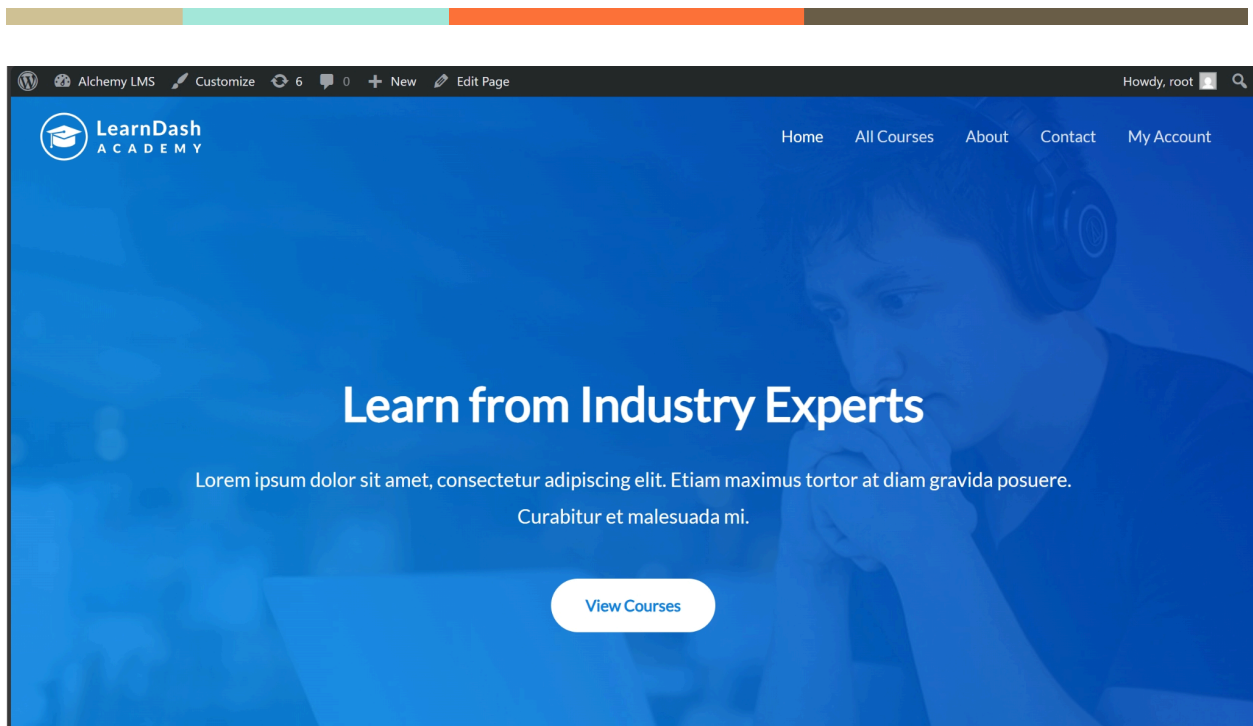 Alchemy LMS Customize 6 0 New Edit Page Howdy, root
LearnDash
ACADEMY
Home All Courses About Contact My Account
Learn from Industry Experts
Lorem ipsum dolor sit amet, consectetur adipiscing elit. Etiam maximus tortor at diam gravida posuere.
Curabitur et malesuada mi.
View Courses